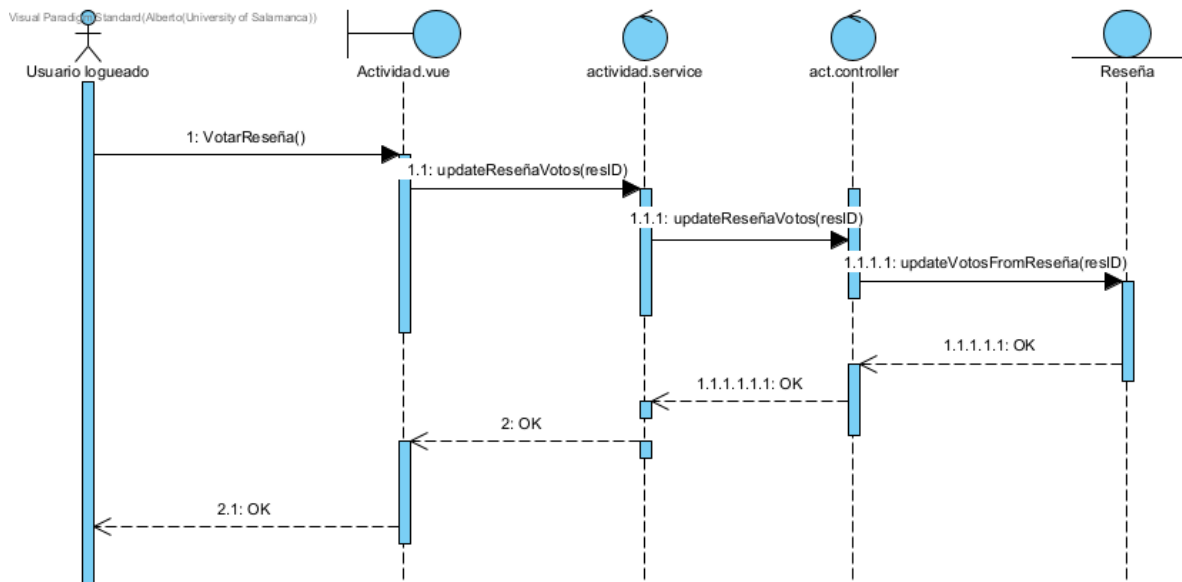 Visual Paradigm Standard(Alberto(University of Salamanca))
Usuario logueado
Actividad.vue
actividad.service
act.controller
Reseña
1: VotarReseña()
1.1: updateReseñaVotos(resID)
1.1.1: updateReseñaVotos(resID)
1.1.1.1: updateVotosFromReseña(resID)
1.1.1.1.1: OK
1.1.1.1.1.1: OK
2: OK
2.1: OK